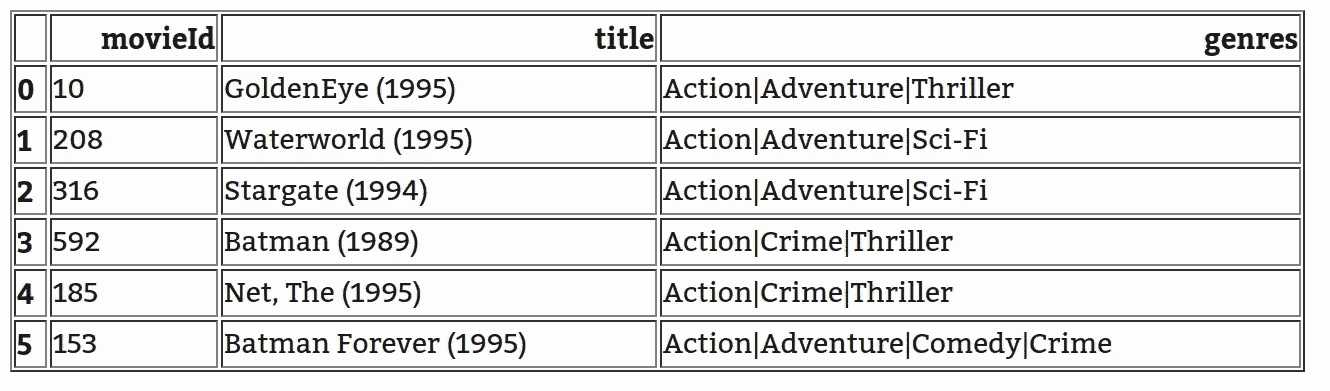 movieId title genres
0 10 GoldenEye (1995) Action|Adventure|Thriller
1 208 Waterworld (1995) Action|Adventure|Sci-Fi
2 316 Stargate (1994) Action|Adventure|Sci-Fi
3 592 Batman (1989) Action|Crime|Thriller
4 185 Net, The (1995) Action|Crime|Thriller
5 153 Batman Forever (1995) Action|Adventure|Comedy|Crime